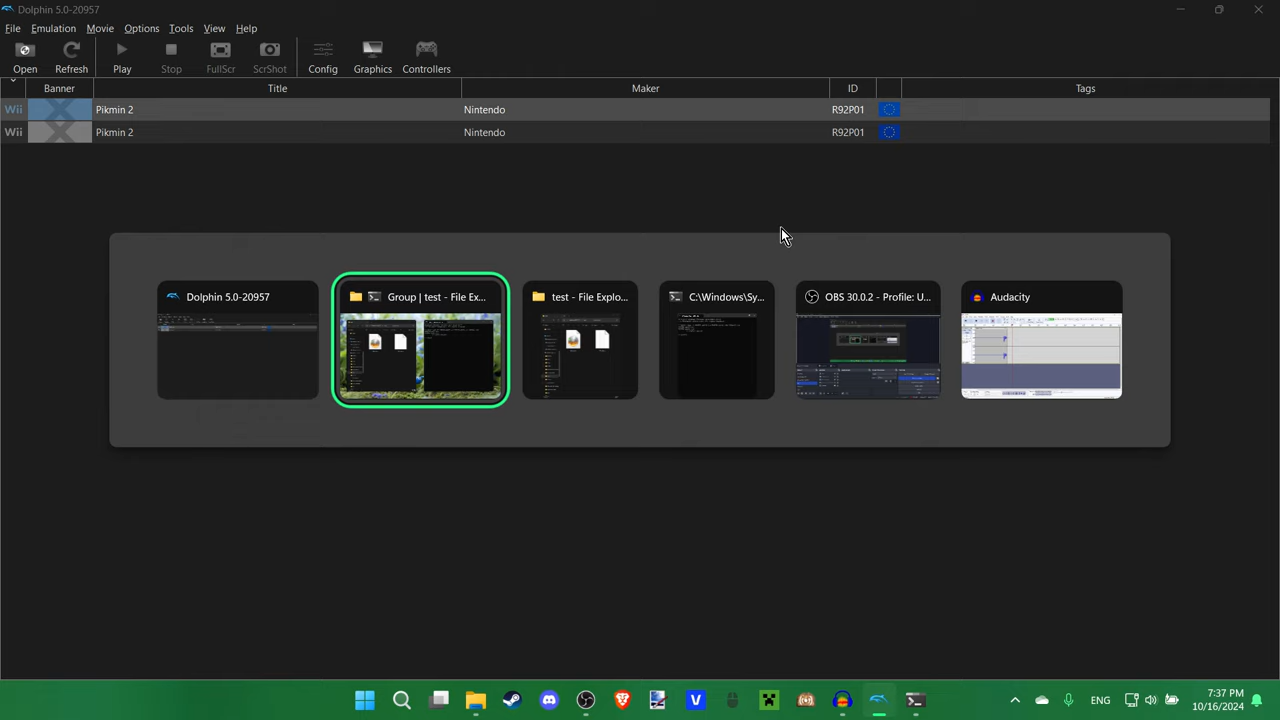 Dolphin 5.0-20957
File Emulation Movie Options Tools View Help
Open Refresh Play Stop FullScr ScrShot Config Graphics Controllers
Banner Title Maker ID Tags
Wii Pikmin 2 Nintendo R92P01
Wii Pikmin 2 Nintendo R92P01
Dolphin 5.0-20957
Group | test - File Ex...
test - File Explo...
C:\Windows\Sy...
OBS 30.0.2 - Profile: U...
Audacity
ENG
7:37 PM
10/16/2024